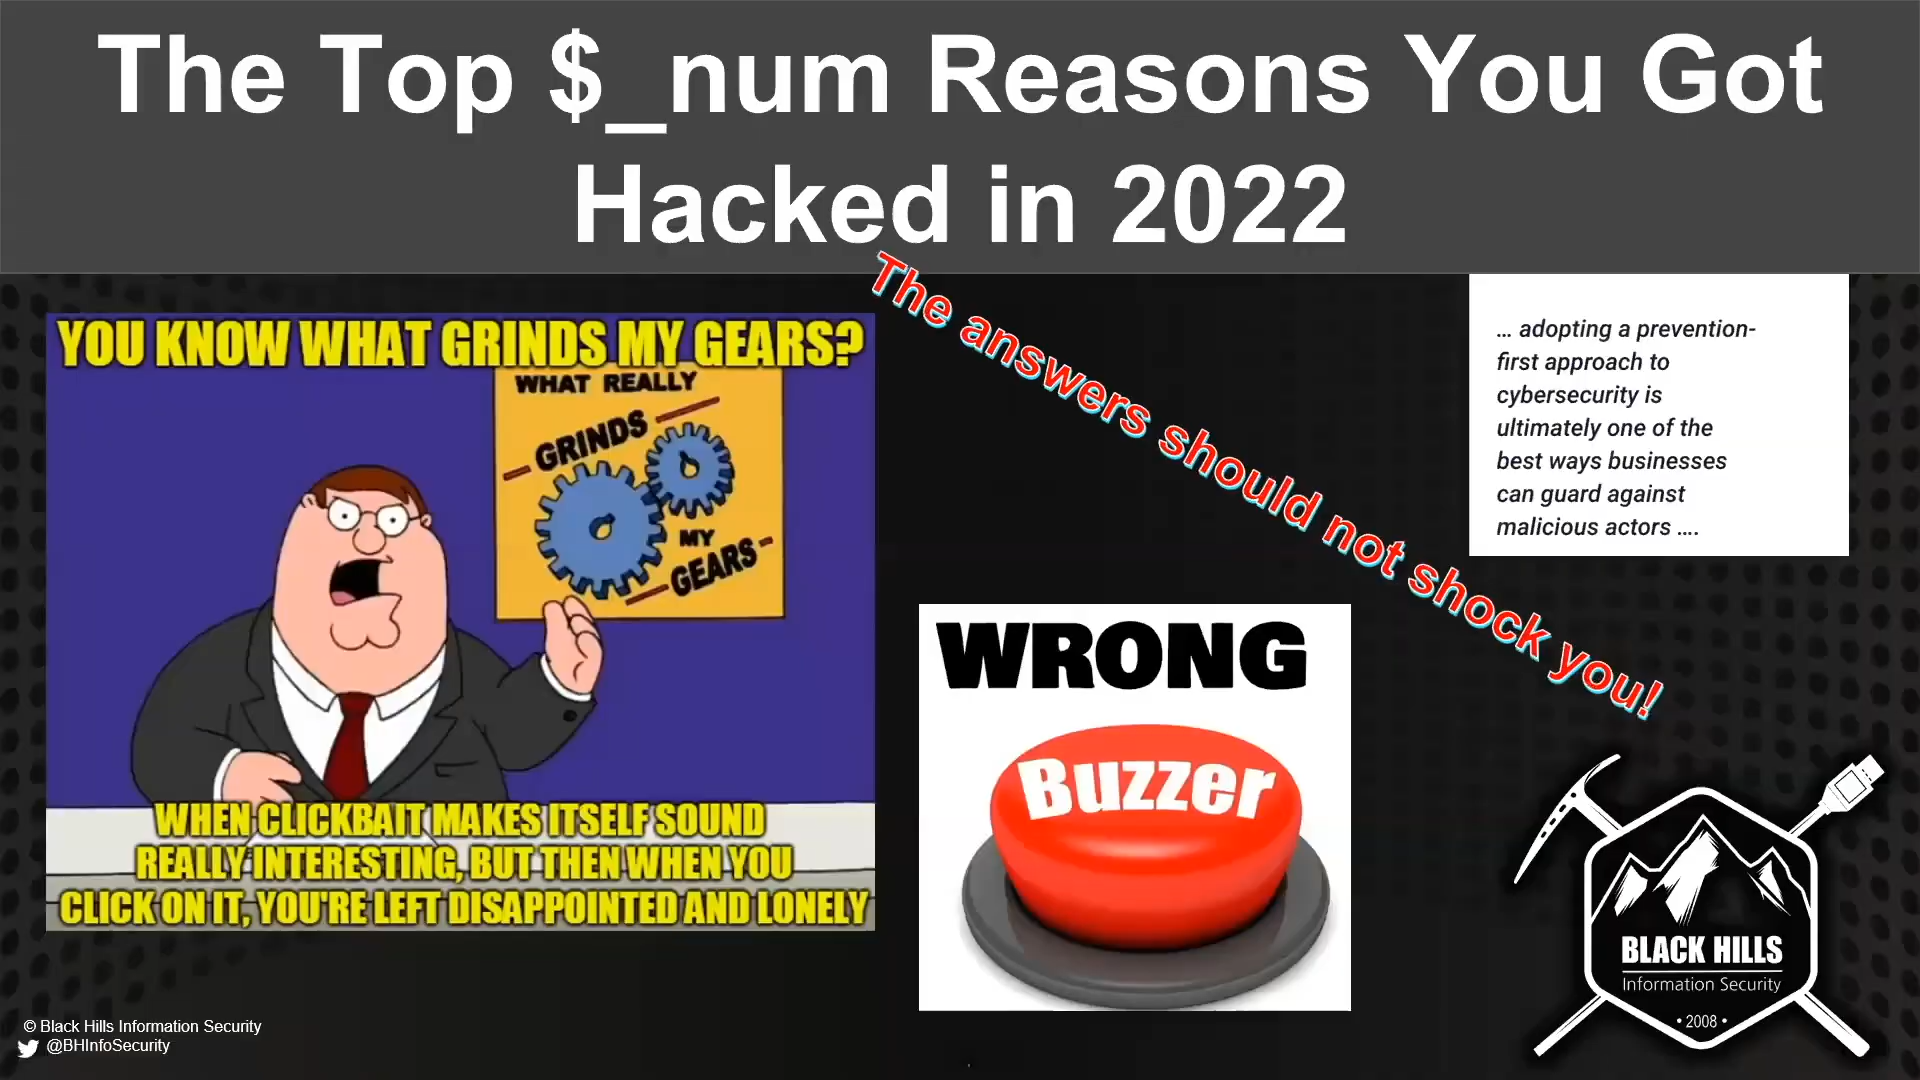 The Top $_num Reasons You Got
Hacked in 2022
The answers should not shock you!
YOU KNOW WHAT GRINDS MY GEARS?
WHAT REALLY
GRINDS
MY
GEARS
WHEN CLICKBAIT MAKES ITSELF SOUND
REALLY INTERESTING, BUT THEN WHEN YOU
CLICK ON IT, YOU'RE LEFT DISAPPOINTED AND LONELY
... adopting a prevention-
first approach to
cybersecurity is
ultimately one of the
best ways businesses
can guard against
malicious actors ....
WRONG
Buzzer
BLACK HILLS
Information Security
• 2008 •
© Black Hills Information Security
@BHInfoSecurity